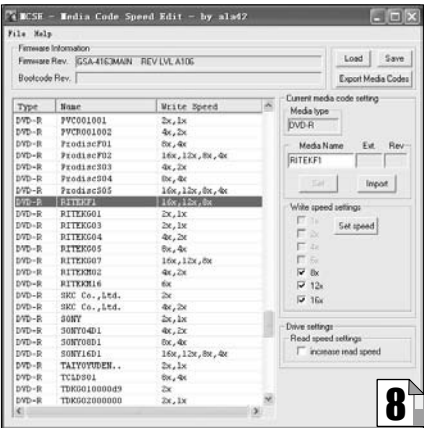 MCSE - Media Code Speed Edit - by ala42
File Help
Firmware Information
Firmware Rev. GSA-4163MAIN REV LVL A106
Bootcode Rev.
Load Save
Export Media Codes
Type Name Write Speed
DVD-R PVC001001 2x,1x
DVD-R PVCR001002 4x,2x
DVD-R ProdiscF01 8x,4x
DVD-R ProdiscF02 16x,12x,8x,4x
DVD-R ProdiscS03 4x,2x
DVD-R ProdiscS04 8x,4x
DVD-R ProdiscS05 16x,12x,8x,4x
DVD-R RITEKF1 16x,12x,8x
DVD-R RITEKG01 2x,1x
DVD-R RITEKG03 2x,1x
DVD-R RITEKG04 4x,2x
DVD-R RITEKG05 8x,4x
DVD-R RITEKG07 16x,12x,8x,4x
DVD-R RITEKM02 4x,2x
DVD-R RITEKM16 6x
DVD-R SKC Co.,Ltd. 2x
DVD-R SKC Co.,Ltd. 4x,2x
DVD-R SONY 2x,1x
DVD-R SONY04D1 4x,2x
DVD-R SONY08D1 8x,4x
DVD-R SONY16D1 16x,12x,8x,4x
DVD-R TAIYOYUDEN.. 2x,1x
DVD-R TCLDS01 8x,4x
DVD-R TDKG010000d9 2x
DVD-R TDKG02000000 2x,1x
Current media code setting
Media type
DVD-R
Media Name Ext. Rev
RITEKF1
Set Import
Write speed settings
1x
2x
4x
6x
8x
12x
16x
Set speed
Drive settings
Read speed settings
increase read speed
8